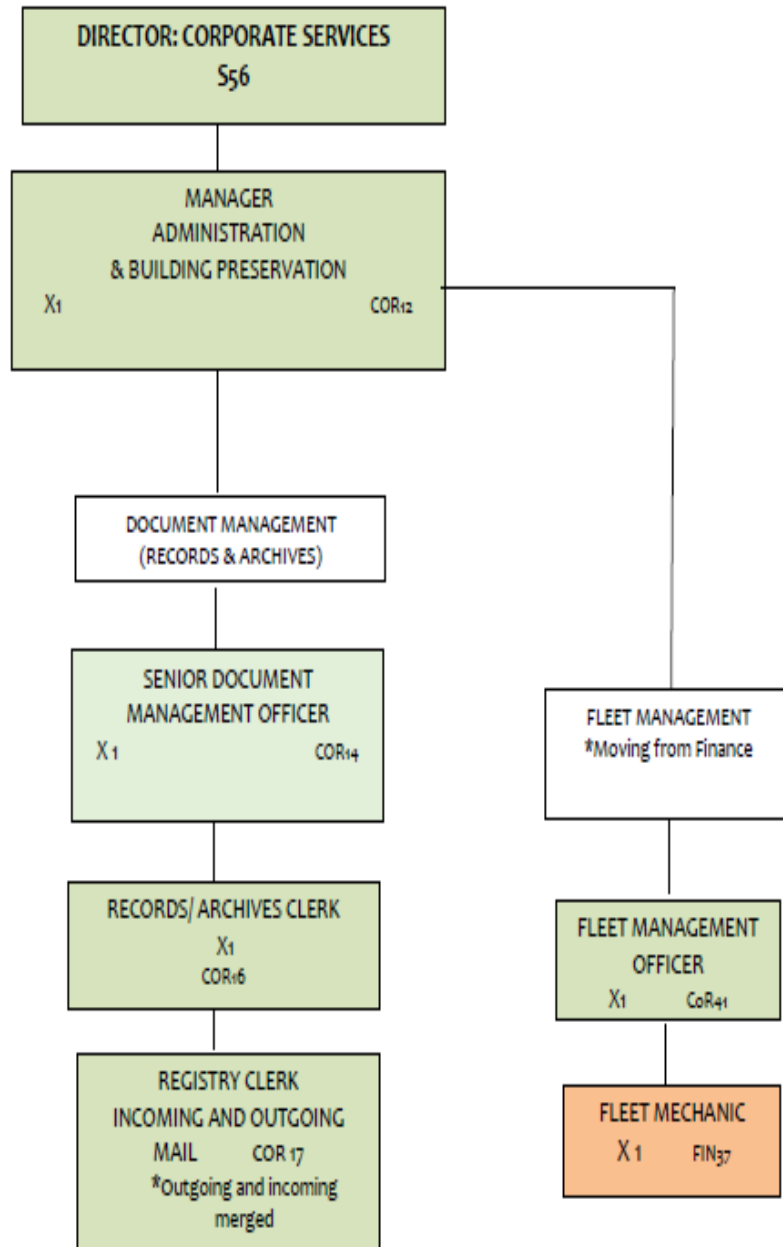 DIRECTOR: CORPORATE SERVICES
S56
MANAGER
ADMINISTRATION
& BUILDING PRESERVATION
X1 COR12
DOCUMENT MANAGEMENT
(RECORDS & ARCHIVES)
SENIOR DOCUMENT
MANAGEMENT OFFICER
X 1 COR14
RECORDS/ ARCHIVES CLERK
X1
COR16
REGISTRY CLERK
INCOMING AND OUTGOING
MAIL COR 17
*Outgoing and incoming
merged
FLEET MANAGEMENT
*Moving from Finance
FLEET MANAGEMENT
OFFICER
X1 CoR41
FLEET MECHANIC
X 1 FIN37